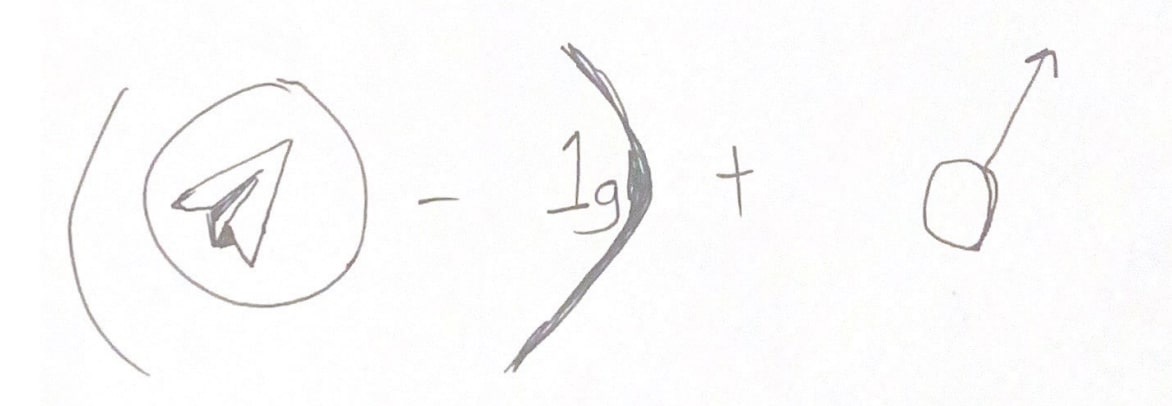 ( - 1g) + ♂